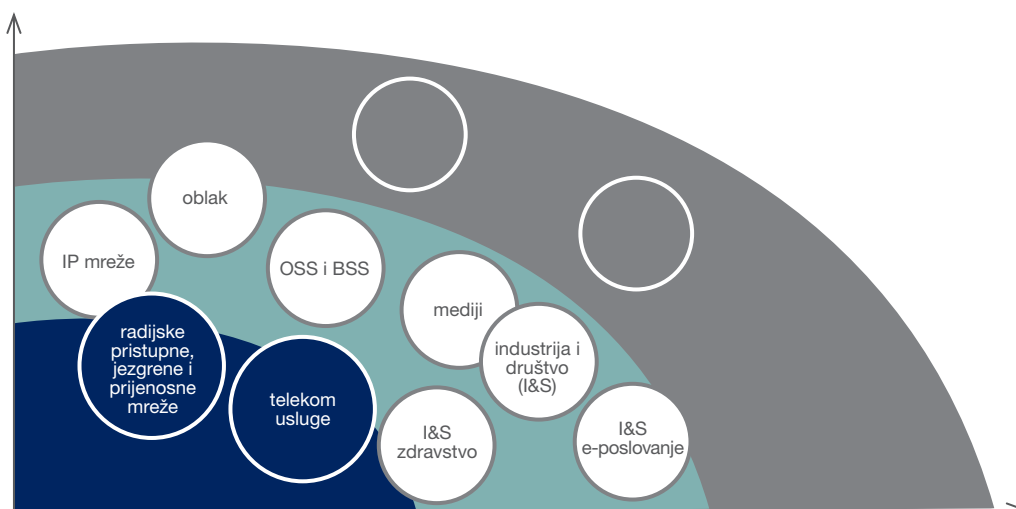 oblak
IP mreže
OSS i BSS
mediji
industrija i
društvo
(I&S)
radijske
pristupne,
jezgrene i
prijenosne
mreže
telekom
usluge
I&S
zdravstvo
I&S
e-poslovanje